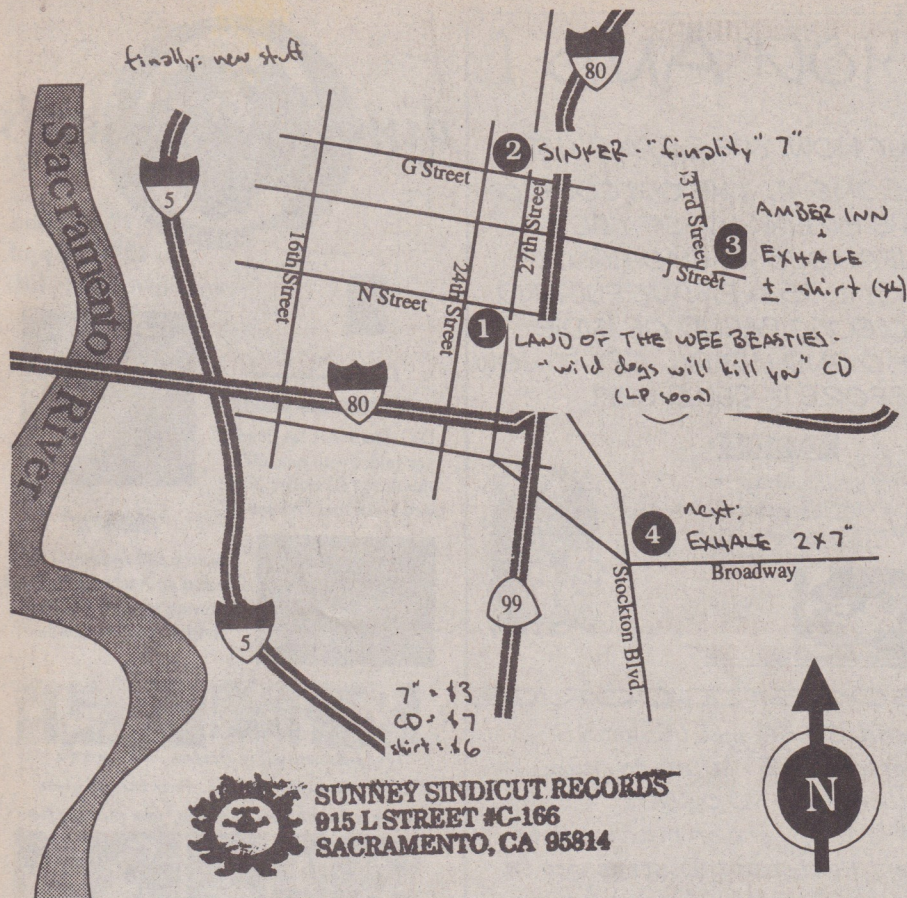 finally: new stuff
80
Sacramento River
5
G Street
2 SINKER - "finality" 7"
16th Street
24th Street
27th Street
3 rd Streey
3 AMBER INN
+
EXHALE
t-shirt (XL)
J Street
N Street
1 LAND OF THE WEE BEASTIES -
"wild dogs will kill you" CD
(LP soon)
80
4 next:
EXHALE 2x7"
Broadway
Stockton Blvd.
99
5
7" = $3
CD = $7
shirt = $6
SUNNEY SINDICUT RECORDS
915 L STREET #C-166
SACRAMENTO, CA 95814
N